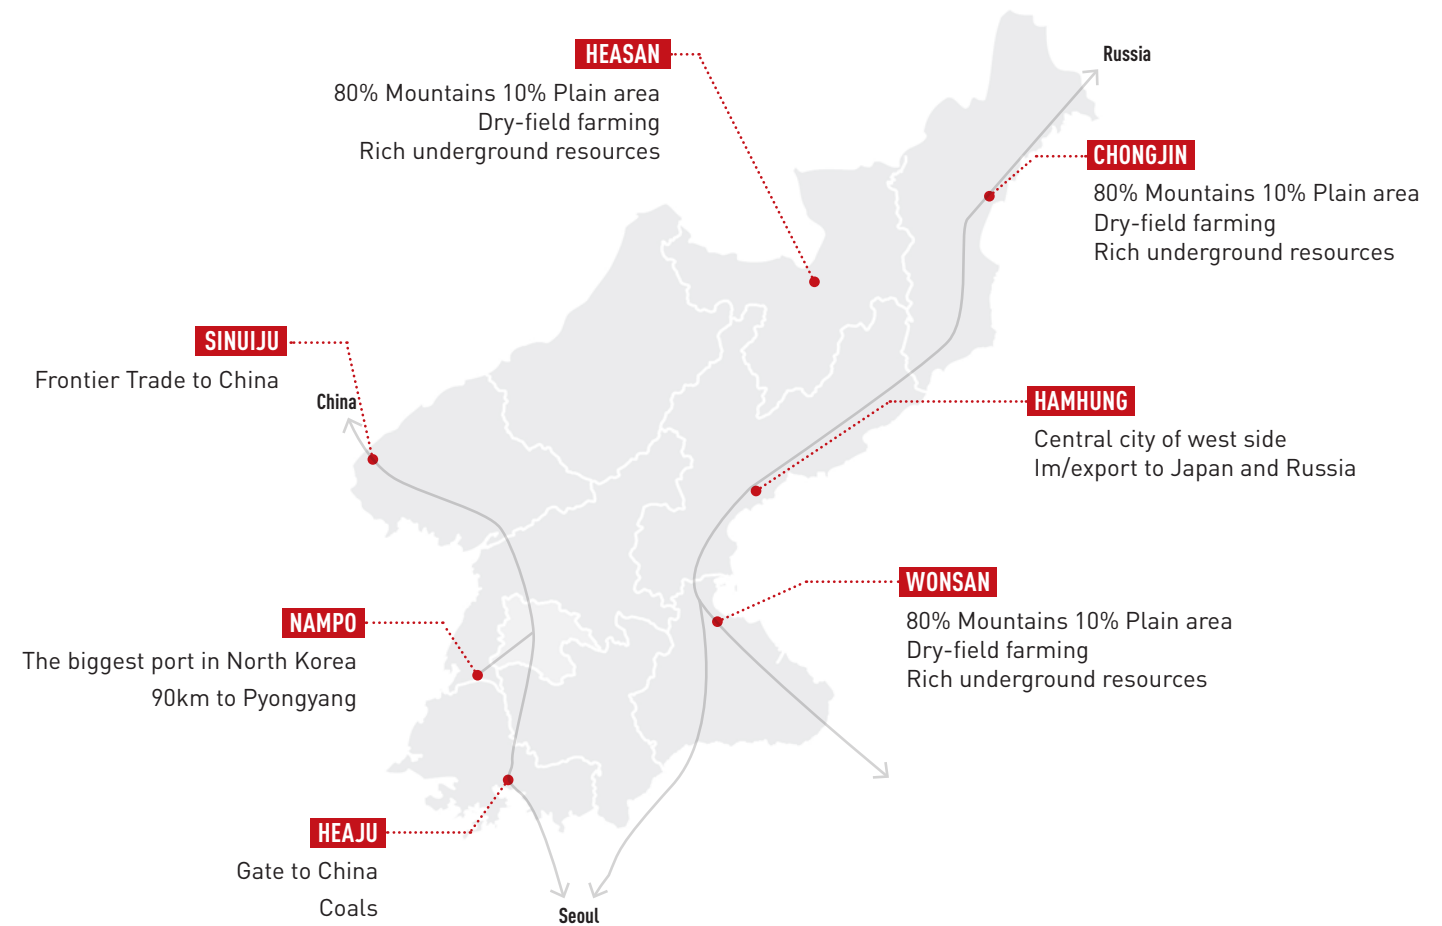 HEASAN
80% Mountains 10% Plain area
Dry-field farming
Rich underground resources
Russia
CHONGJIN
80% Mountains 10% Plain area
Dry-field farming
Rich underground resources
SINUIJU
Frontier Trade to China
China
HAMHUNG
Central city of west side
Im/export to Japan and Russia
WONSAN
80% Mountains 10% Plain area
Dry-field farming
Rich underground resources
NAMPO
The biggest port in North Korea
90km to Pyongyang
HEAJU
Gate to China
Coals
Seoul